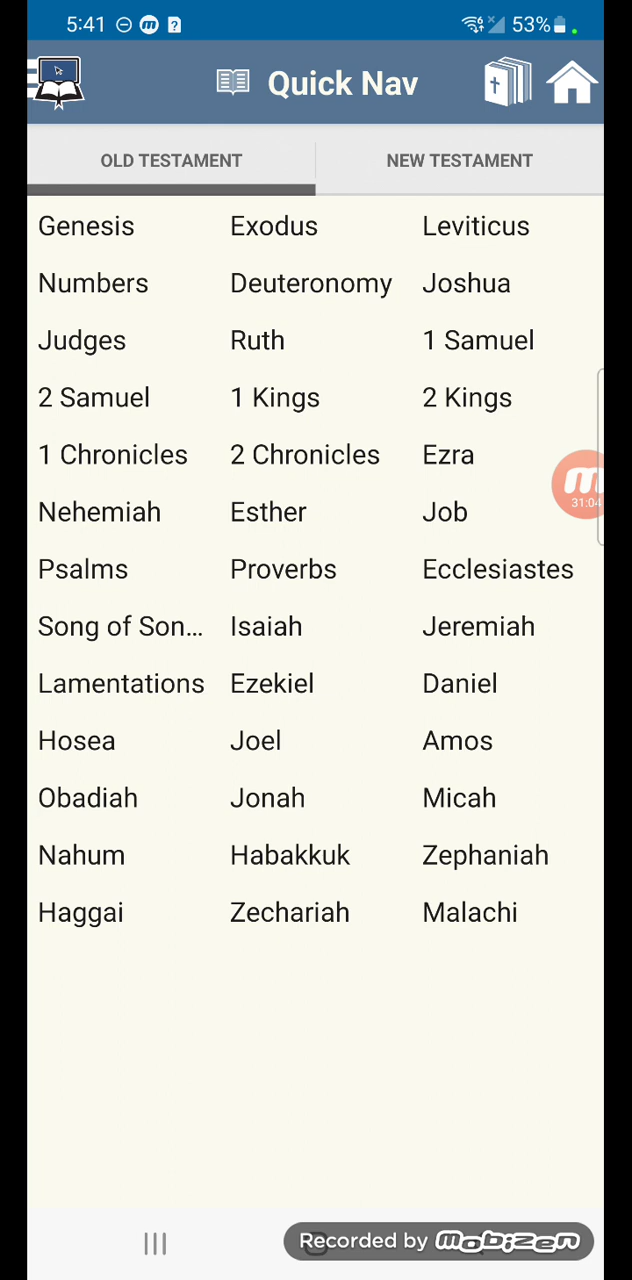 5:41 53%
Quick Nav
OLD TESTAMENT NEW TESTAMENT
Genesis Exodus Leviticus
Numbers Deuteronomy Joshua
Judges Ruth 1 Samuel
2 Samuel 1 Kings 2 Kings
1 Chronicles 2 Chronicles Ezra
Nehemiah Esther Job
31:04
Psalms Proverbs Ecclesiastes
Song of Son... Isaiah Jeremiah
Lamentations Ezekiel Daniel
Hosea Joel Amos
Obadiah Jonah Micah
Nahum Habakkuk Zephaniah
Haggai Zechariah Malachi
Recorded by mobizen